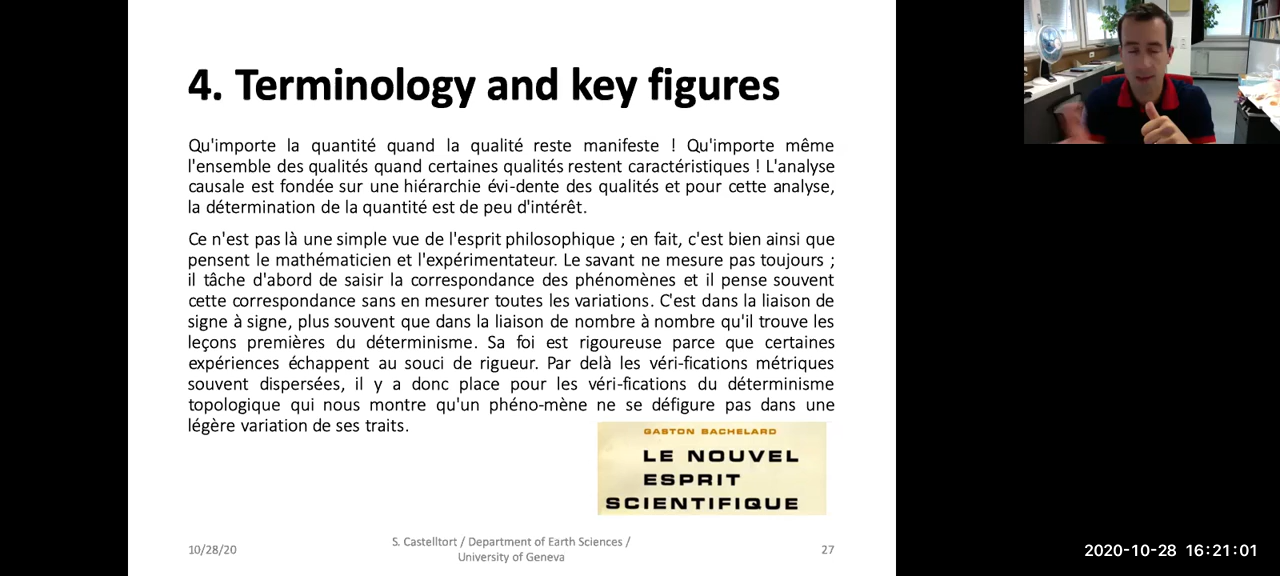 4. Terminology and key figures
Qu'importe la quantité quand la qualité reste manifeste ! Qu'importe même
l'ensemble des qualités quand certaines qualités restent caractéristiques ! L'analyse
causale est fondée sur une hiérarchie évi-dente des qualités et pour cette analyse,
la détermination de la quantité est de peu d'intérêt.
Ce n'est pas là une simple vue de l'esprit philosophique ; en fait, c'est bien ainsi que
pensent le mathématicien et l'expérimentateur. Le savant ne mesure pas toujours ;
il tâche d'abord de saisir la correspondance des phénomènes et il pense souvent
cette correspondance sans en mesurer toutes les variations. C'est dans la liaison de
signe à signe, plus souvent que dans la liaison de nombre à nombre qu'il trouve les
leçons premières du déterminisme. Sa foi est rigoureuse parce que certaines
expériences échappent au souci de rigueur. Par delà les véri-fications métriques
souvent dispersées, il y a donc place pour les véri-fications du déterminisme
topologique qui nous montre qu'un phéno-mène ne se défigure pas dans une
légère variation de ses traits.
GASTON BACHELARD
LE NOUVEL
ESPRIT
SCIENTIFIQUE
10/28/20
S. Castelltort / Department of Earth Sciences /
University of Geneva
27
2020-10-28 16:21:01